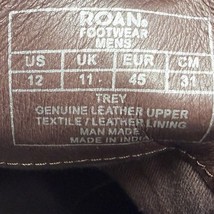 ROAN®
FOOTWEAR
MENS
US UK EUR CM
12 11 45 31
TREY
GENUINE LEATHER UPPER
TEXTILE / LEATHER LINING
MAN MADE
MADE IN INDIA